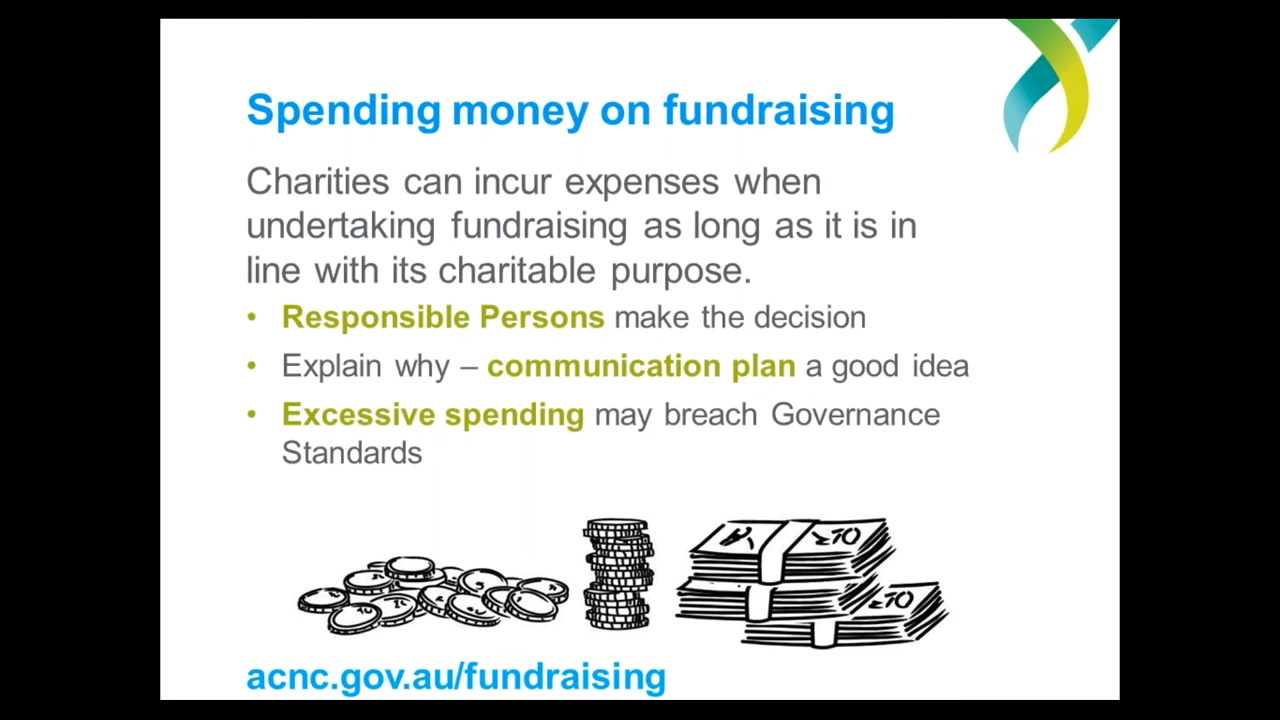 Spending money on fundraising
Charities can incur expenses when
undertaking fundraising as long as it is in
line with its charitable purpose.
• Responsible Persons make the decision
• Explain why – communication plan a good idea
• Excessive spending may breach Governance
Standards
acnc.gov.au/fundraising